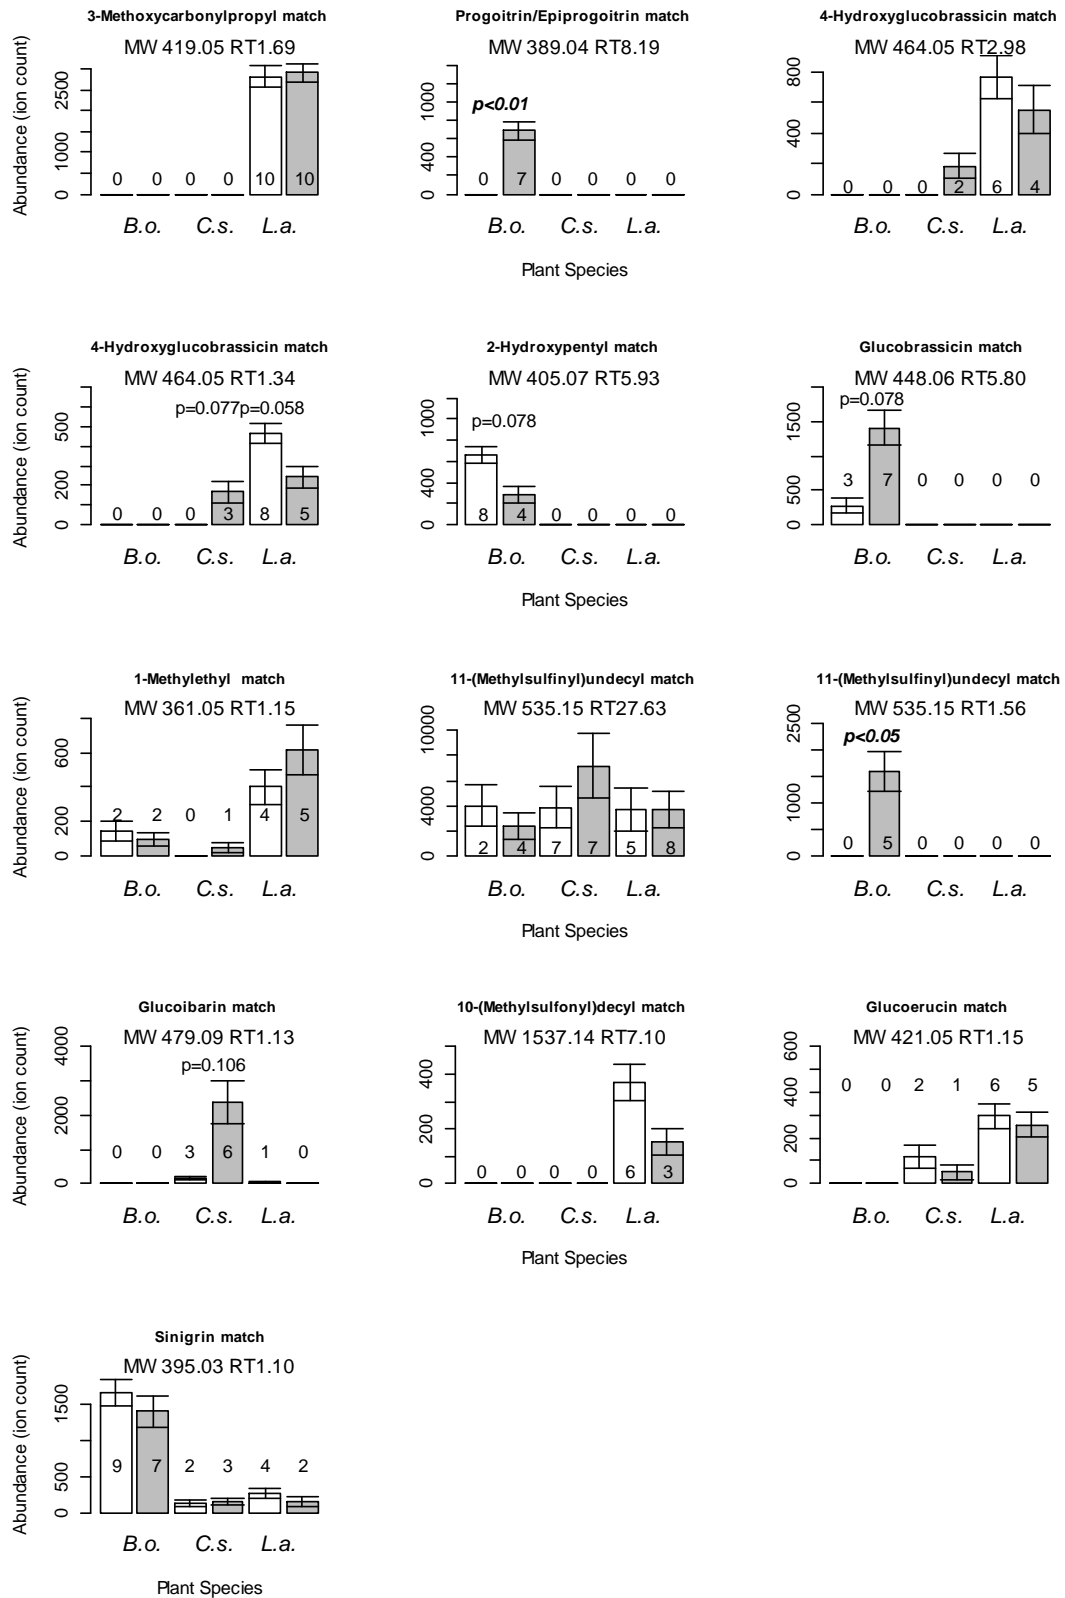 3-Methoxycarbonylpropyl match
MW 419.05 RT1.69
Abundance (ion count)
0 1000 2500
0 0 0 0 10 10
B.o. C.s. L.a.
Progoitrin/Epiprogoitrin match
MW 389.04 RT8.19
p<0.01
0 400 1000
0 7 0 0 0 0
B.o. C.s. L.a.
Plant Species
4-Hydroxyglucobrassicin match
MW 464.05 RT2.98
0 400 800
0 0 0 2 6 4
B.o. C.s. L.a.
4-Hydroxyglucobrassicin match
MW 464.05 RT1.34
p=0.077p=0.058
Abundance (ion count)
0 200 500
0 0 0 3 8 5
B.o. C.s. L.a.
2-Hydroxypentyl match
MW 405.07 RT5.93
p=0.078
0 400 1000
8 4 0 0 0 0
B.o. C.s. L.a.
Plant Species
Glucobrassicin match
MW 448.06 RT5.80
p=0.078
0 500 1500
3 7 0 0 0 0
B.o. C.s. L.a.
1-Methylethyl match
MW 361.05 RT1.15
Abundance (ion count)
0 200 600
2 2 0 1 4 5
B.o. C.s. L.a.
11-(Methylsulfinyl)undecyl match
MW 535.15 RT27.63
0 4000 10000
2 4 7 7 5 8
B.o. C.s. L.a.
Plant Species
11-(Methylsulfinyl)undecyl match
MW 535.15 RT1.56
p<0.05
0 1000 2500
0 5 0 0 0 0
B.o. C.s. L.a.
Glucoibarin match
MW 479.09 RT1.13
p=0.106
Abundance (ion count)
0 2000 4000
0 0 3 6 1 0
B.o. C.s. L.a.
10-(Methylsulfonyl)decyl match
MW 1537.14 RT7.10
0 200 400
0 0 0 0 6 3
B.o. C.s. L.a.
Plant Species
Glucoerucin match
MW 421.05 RT1.15
0 200 400 600
0 0 2 1 6 5
B.o. C.s. L.a.
Sinigrin match
MW 395.03 RT1.10
Abundance (ion count)
0 500 1500
9 7 2 3 4 2
B.o. C.s. L.a.
Plant Species